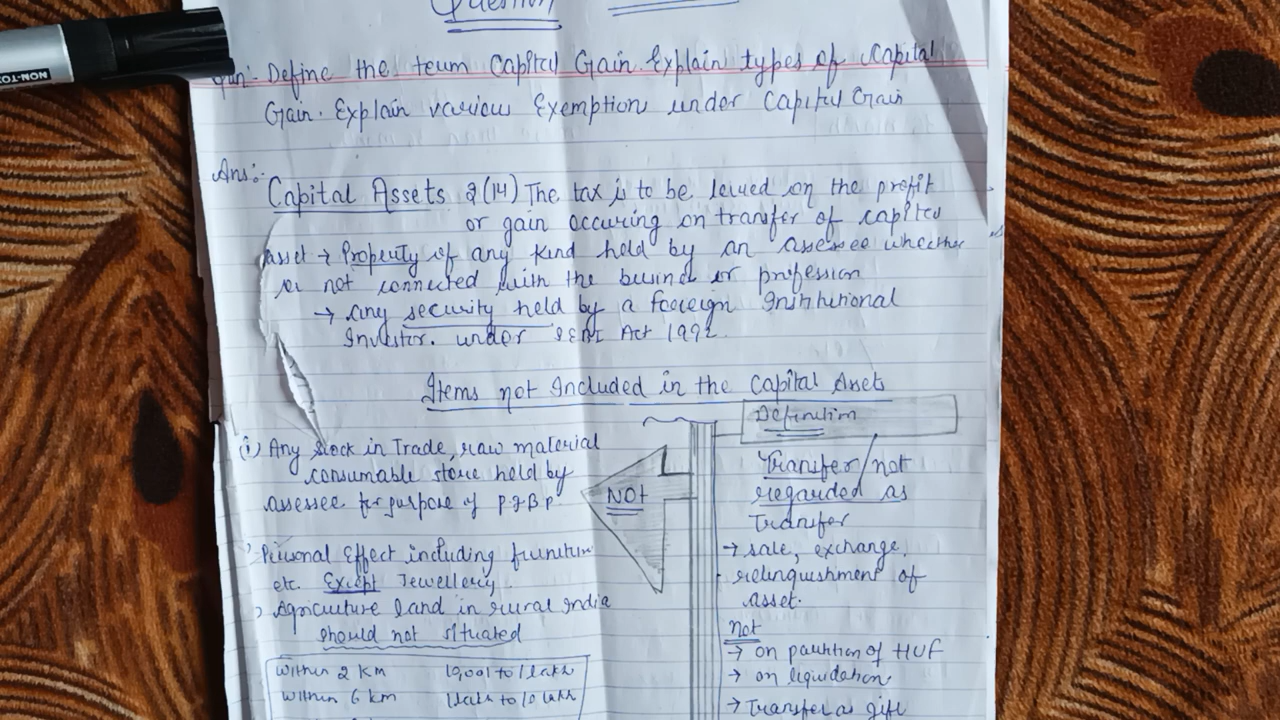 NON-TOX
Question
Qun:- Define the term Capital Gain. Explain types of Capital
Gain. Explain various Exemption under Capital Gain
Ans:-
Capital Assets 2(14) The tax is to be levied on the profit
or gain occuring on transfer of capital
asset → Property of any kind held by an assessee whether
or not connected with the business or profession
→ any security held by a foreign Institutional
Investor. under SEBI Act 1992.
Items not Included in the Capital Assets
(i) Any stock in Trade, raw material
consumable store held by
assessee for purpose of PGBP
Personal Effect including furniture
etc. Except Jewellery
Agriculture land in rural India
should not situated
within 2 km 10,001 to 1 lakh
within 6 km 1 lakh to 10 lakh
NOT
Definition
Transfer/not
regarded as
Transfer
→ sale, exchange,
relinquishment of
Asset.
Not
→ on partition of HUF
→ on liquidation
→ Transfer as gift